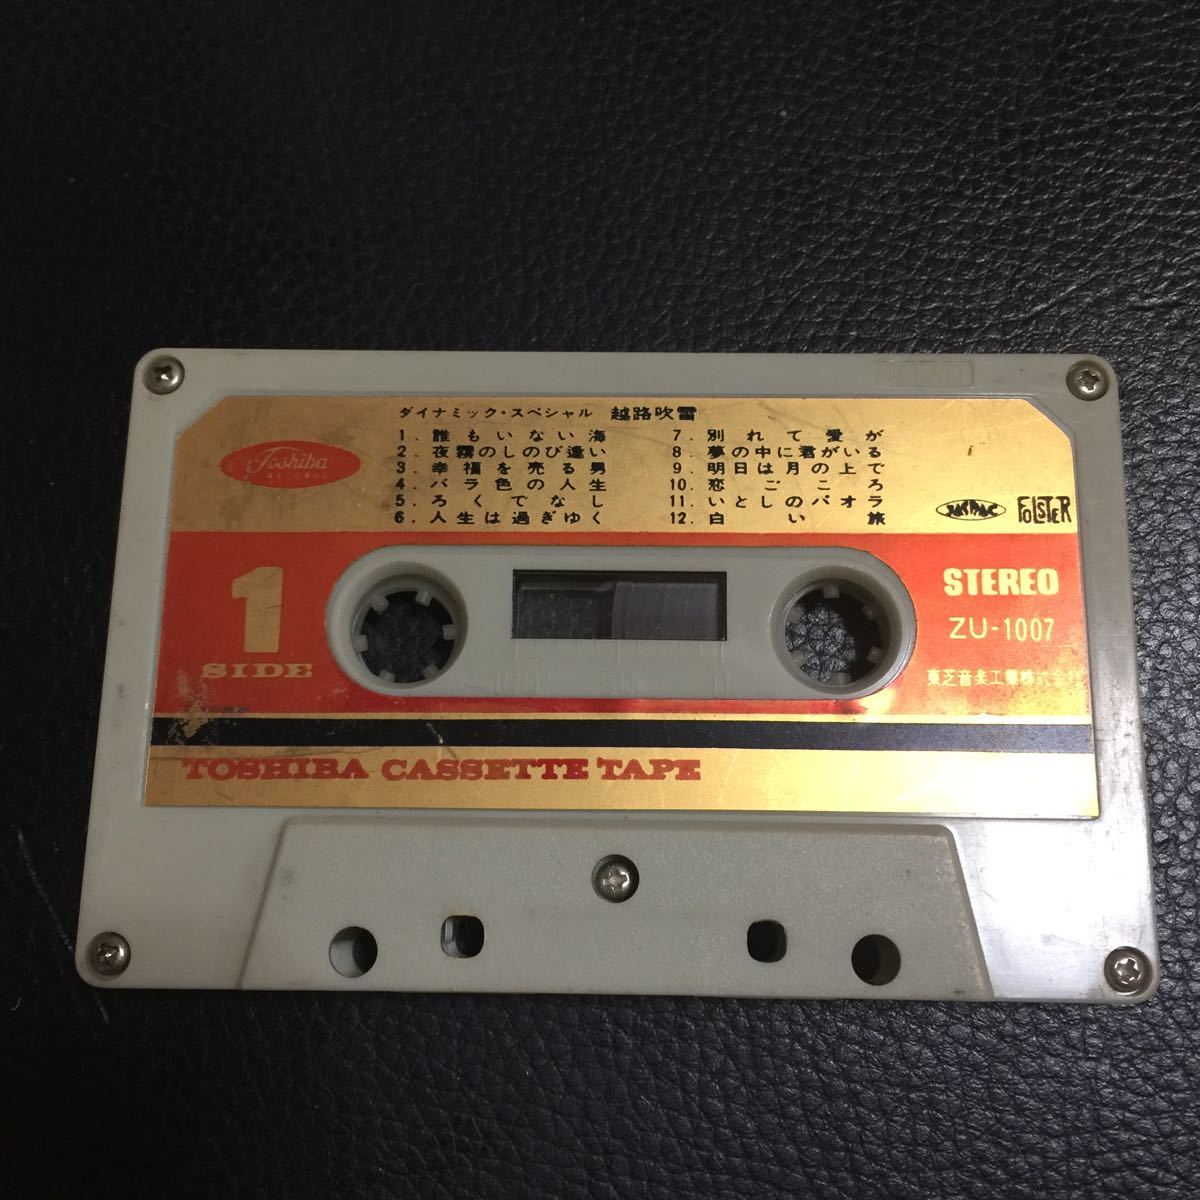 ダイナミック・スペシャル 越路吹雪
1. 誰もいない海
2. 夜霧のしのび逢い
3. 幸福を売る男
4. バラ色の人生
5. ろくでなし
6. 人生は過ぎゆく
7. 別れて愛が
8. 夢の中に君がいる
9. 明日は月の上で
10. 恋ごころ
11. いとしのパオラ
12. 白い旅
Toshiba
JASRAC
FOLSTER
1
SIDE
STEREO
ZU-1007
東芝音楽工業株式会社
100 50 0
TOSHIBA CASSETTE TAPE